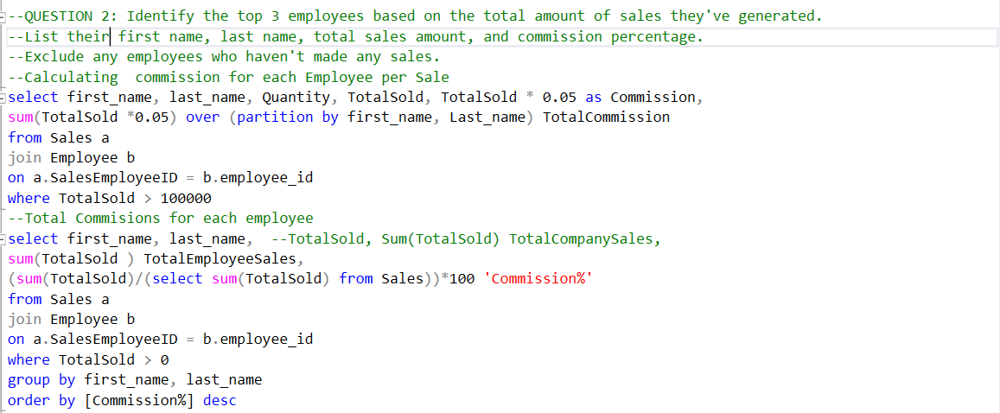 --QUESTION 2: Identify the top 3 employees based on the total amount of sales they've generated.
--List their first name, last name, total sales amount, and commission percentage.
--Exclude any employees who haven't made any sales.
--Calculating  commission for each Employee per Sale
select first_name, last_name, Quantity, TotalSold, TotalSold * 0.05 as Commission,
sum(TotalSold *0.05) over (partition by first_name, Last_name) TotalCommission
from Sales a
join Employee b
on a.SalesEmployeeID = b.employee_id
where TotalSold > 100000
--Total Commisions for each employee
select first_name, last_name,  --TotalSold, Sum(TotalSold) TotalCompanySales,
sum(TotalSold ) TotalEmployeeSales,
(sum(TotalSold)/(select sum(TotalSold) from Sales))*100 'Commission%'
from Sales a
join Employee b
on a.SalesEmployeeID = b.employee_id
where TotalSold > 0
group by first_name, last_name
order by [Commission%] desc